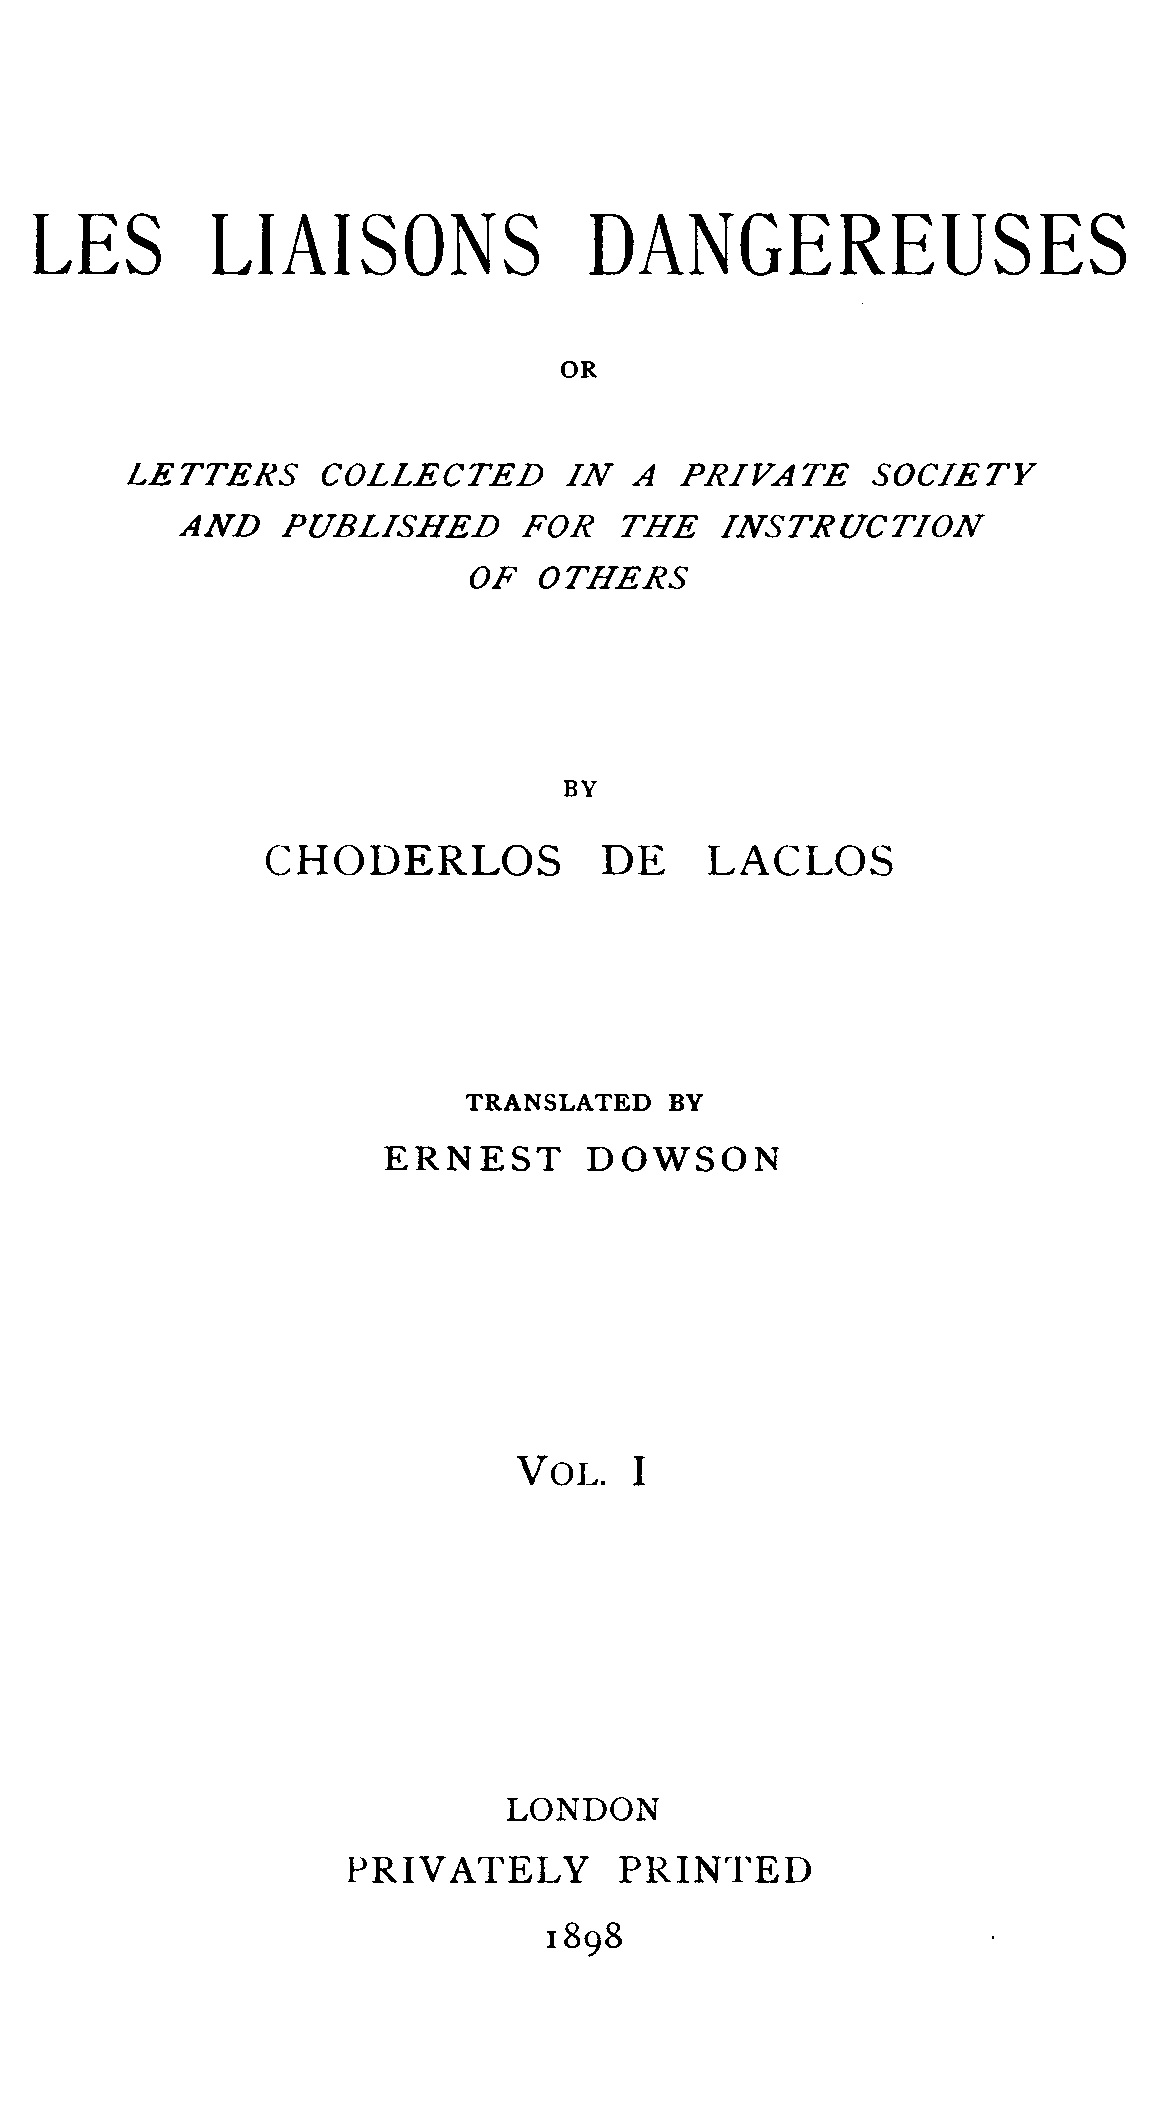 LES LIAISONS DANGEREUSES
OR
LETTERS COLLECTED IN A PRIVATE SOCIETY
AND PUBLISHED FOR THE INSTRUCTION
OF OTHERS
BY
CHODERLOS DE LACLOS
TRANSLATED BY
ERNEST DOWSON
VOL. I
LONDON
PRIVATELY PRINTED
1898